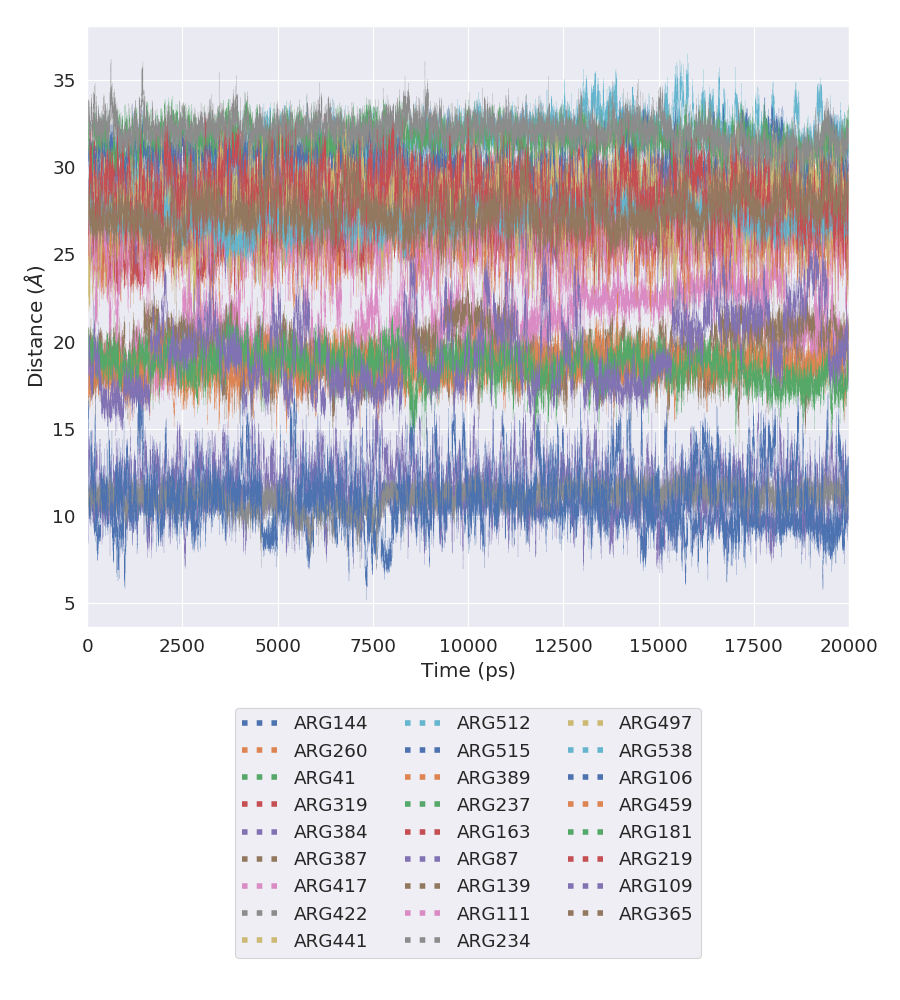 35
30
25
20
15
10
5
Distance (Å)
0 2500 5000 7500 10000 12500 15000 17500 20000
Time (ps)
ARG144 ARG512 ARG497
ARG260 ARG515 ARG538
ARG41 ARG389 ARG106
ARG319 ARG237 ARG459
ARG384 ARG163 ARG181
ARG387 ARG87 ARG219
ARG417 ARG139 ARG109
ARG422 ARG111 ARG365
ARG441 ARG234